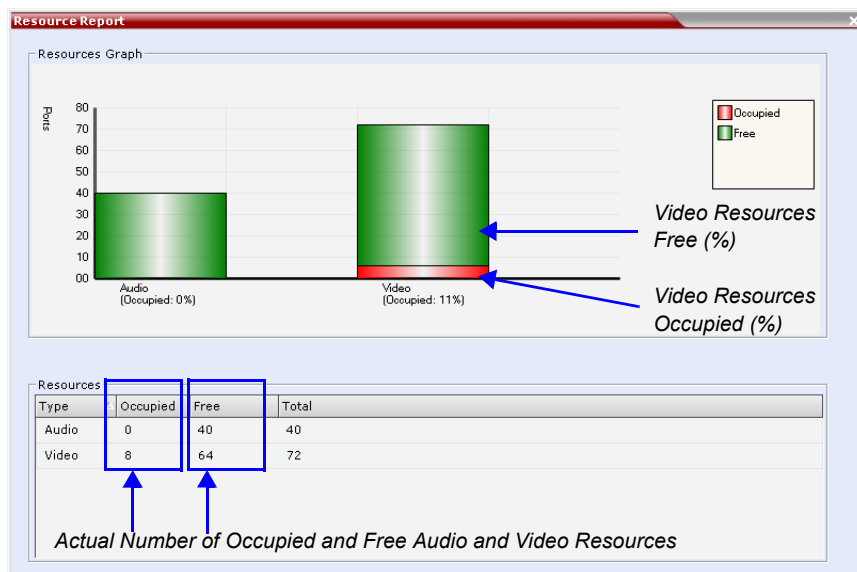 Resource Report
Resources Graph
Ports
80
70
60
50
40
30
20
10
00
Audio
(Occupied: 0%)
Video
(Occupied: 11%)
Occupied
Free
Video Resources
Free (%)
Video Resources
Occupied (%)
Resources
Type Occupied Free Total
Audio 0 40 40
Video 8 64 72
Actual Number of Occupied and Free Audio and Video Resources